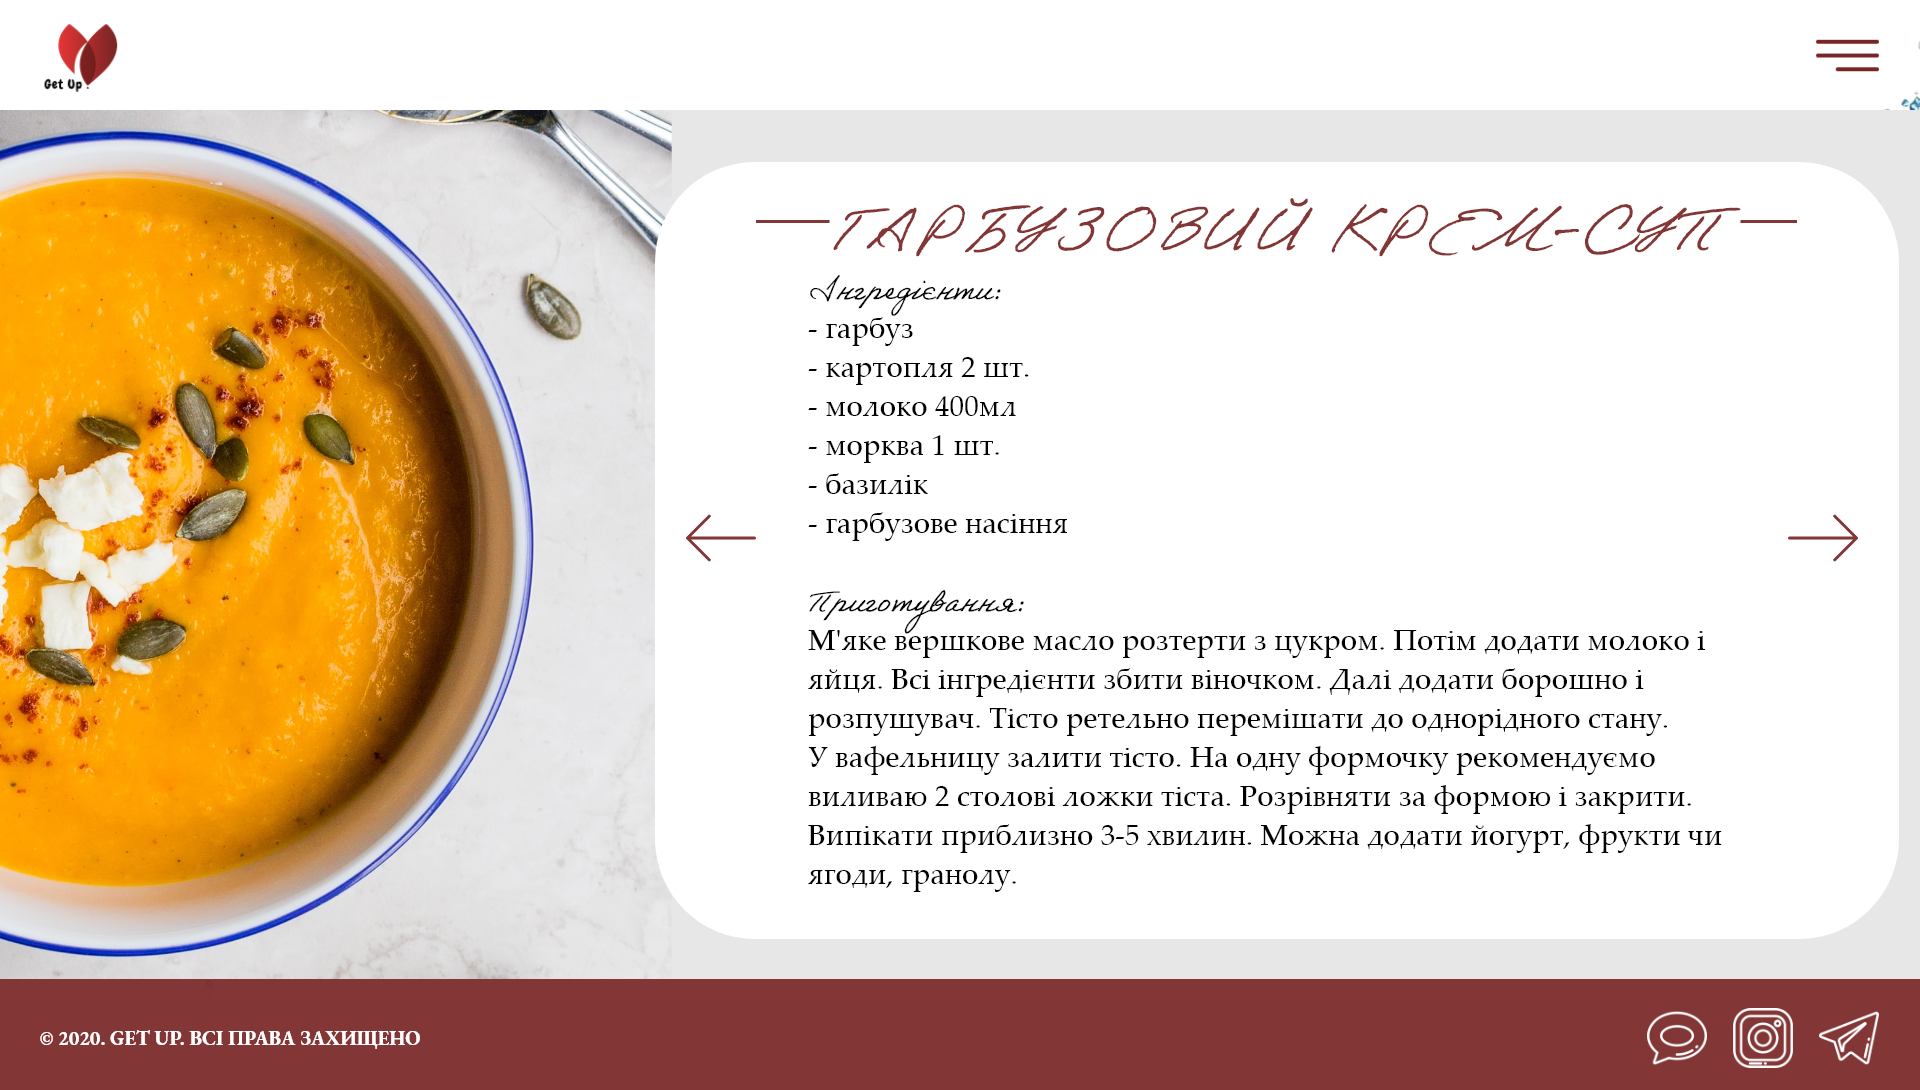 Get Up
ГАРБУЗОВИЙ КРЕМ-СУП
Інгредієнти:
- гарбуз
- картопля 2 шт.
- молоко 400мл
- морква 1 шт.
- базилік
- гарбузове насіння
Приготування:
М'яке вершкове масло розтерти з цукром. Потім додати молоко і
яйця. Всі інгредієнти збити віночком. Далі додати борошно і
розпушувач. Тісто ретельно перемішати до однорідного стану.
У вафельницу залити тісто. На одну формочку рекомендуємо
виливаю 2 столові ложки тіста. Розрівняти за формою і закрити.
Випікати приблизно 3-5 хвилин. Можна додати йогурт, фрукти чи
ягоди, гранолу.
© 2020. GET UP. ВСІ ПРАВА ЗАХИЩЕНО